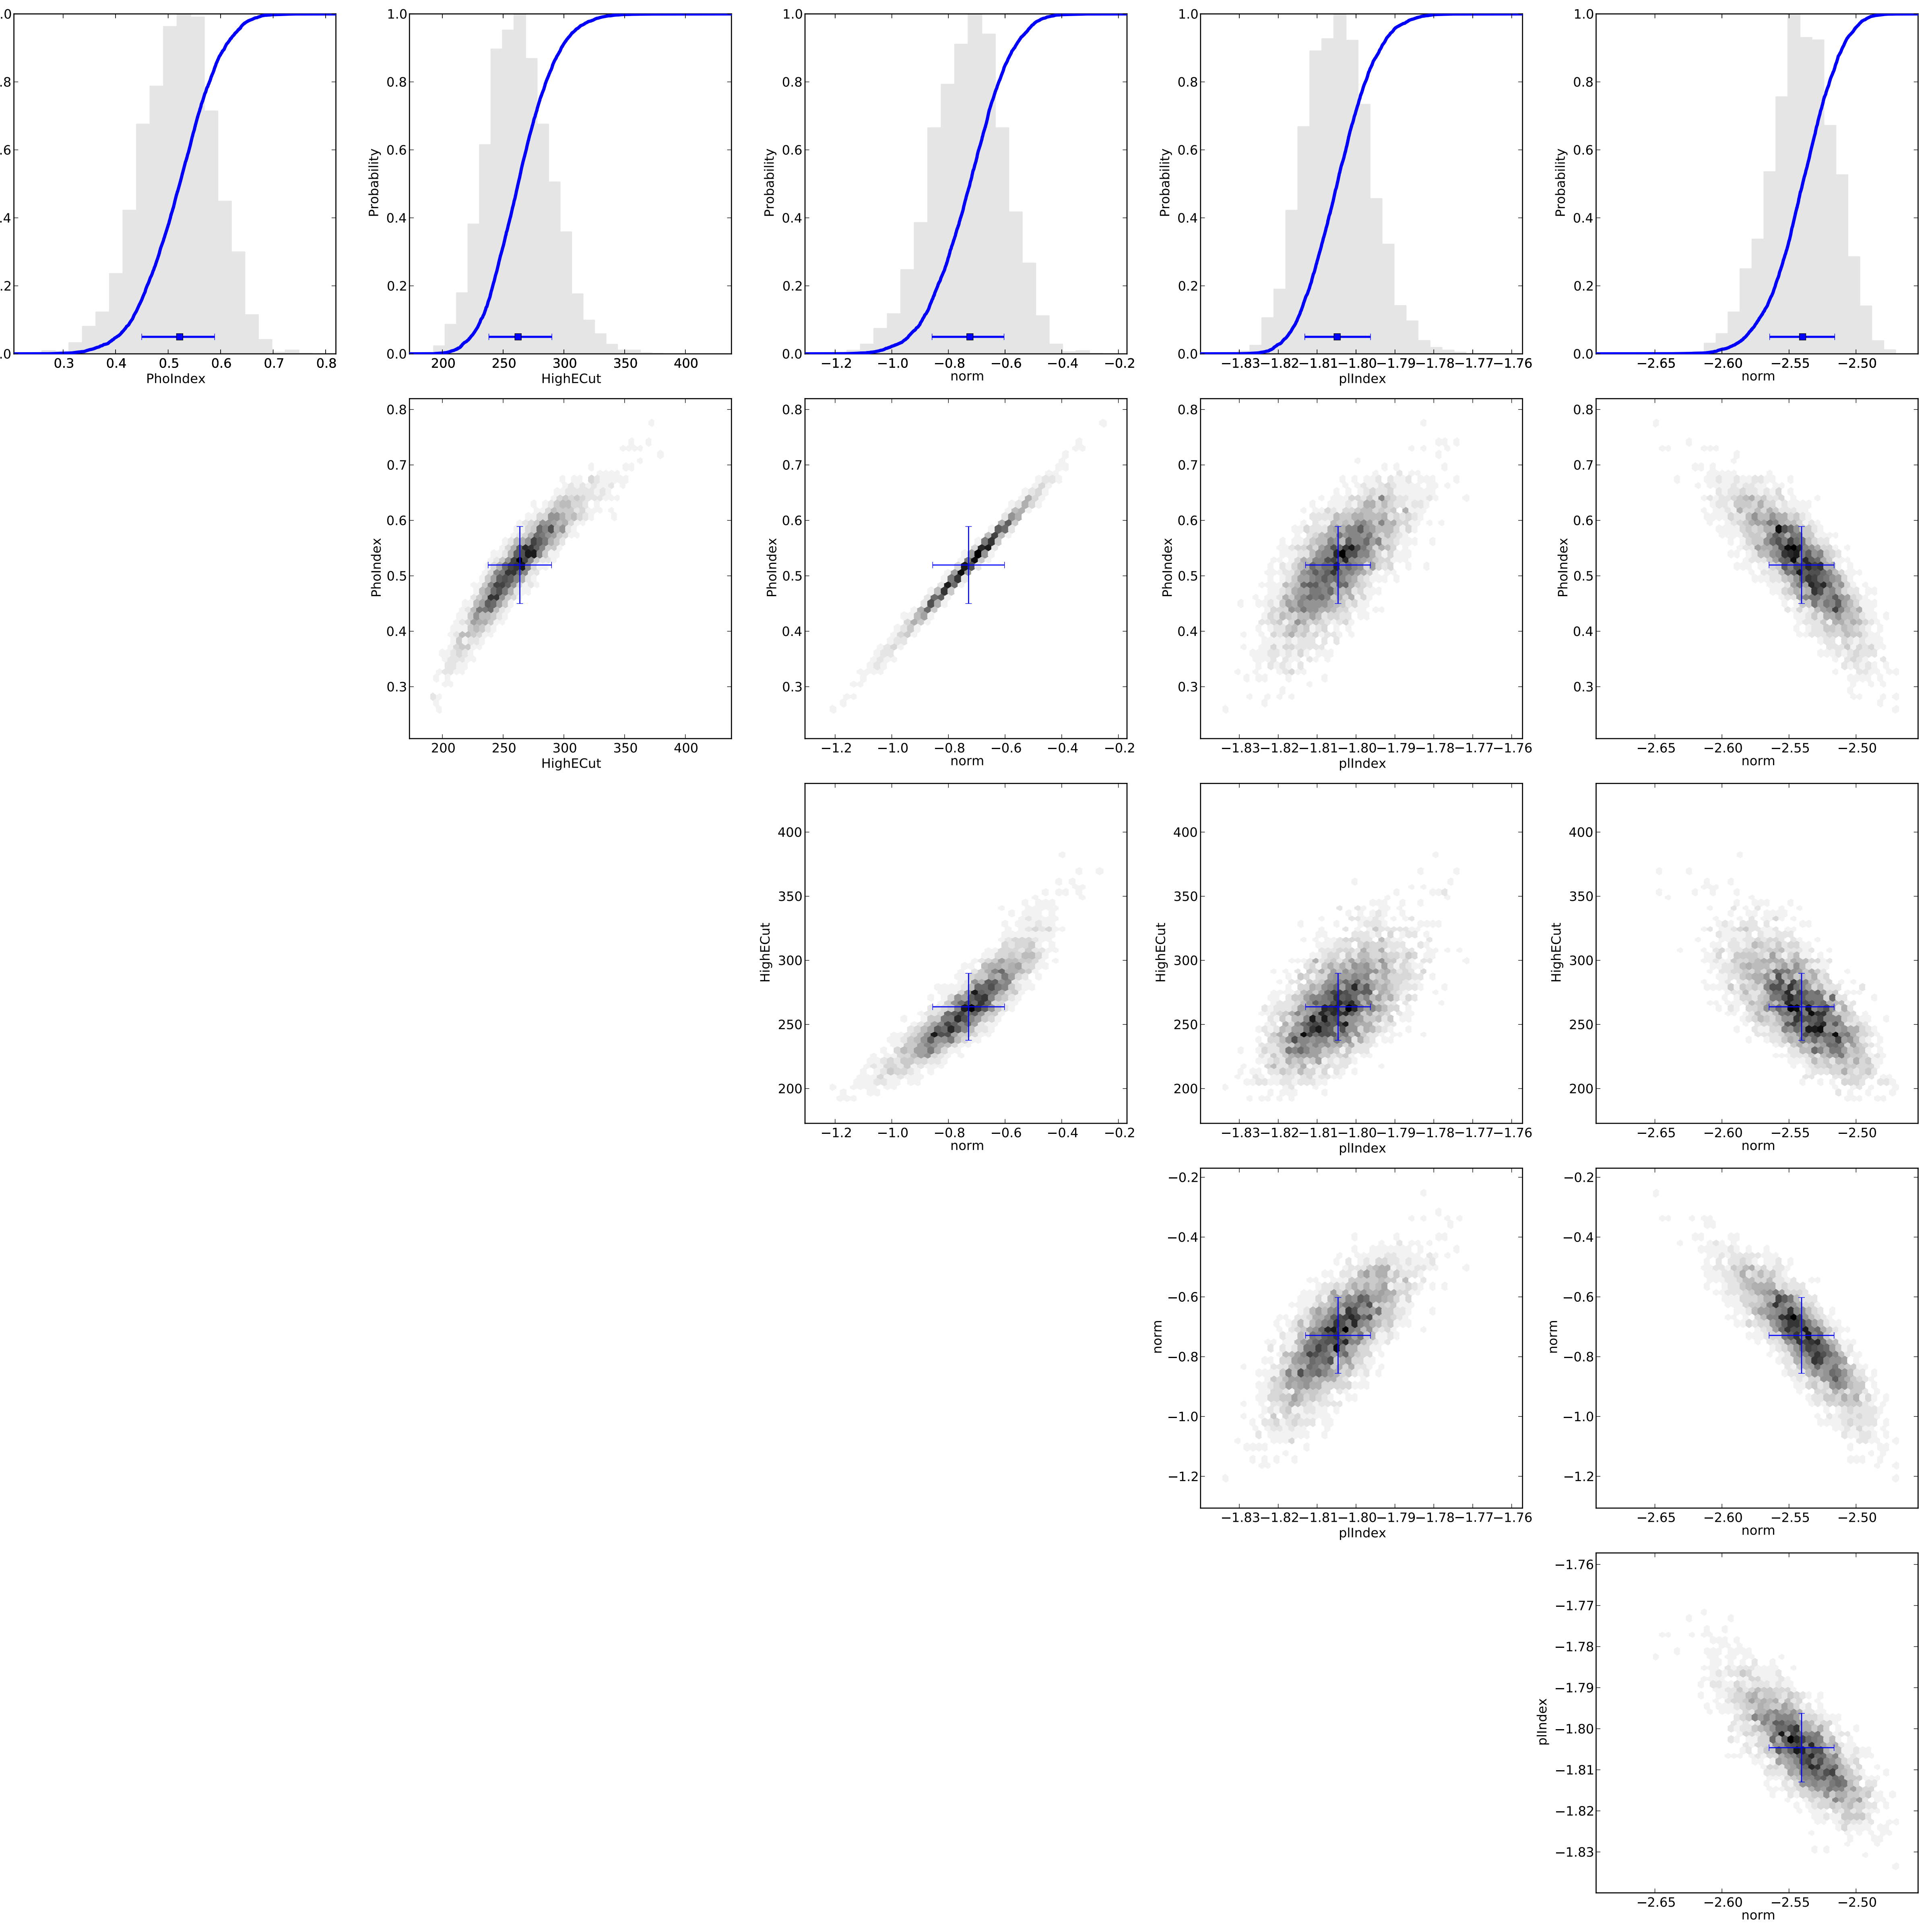 .0 1.0 1.0 1.0 1.0
.8 0.8 0.8 0.8 0.8
.6 0.6 0.6 0.6 0.6
Probability Probability Probability Probability
.4 0.4 0.4 0.4 0.4
.2 0.2 0.2 0.2 0.2
.0 0.0 0.0 0.0 0.0
0.3 0.4 0.5 0.6 0.7 0.8 200 250 300 350 400 −1.2 −1.0 −0.8 −0.6 −0.4 −0.2 −1.83−1.82−1.81−1.80−1.79−1.78−1.77−1.76 −2.65 −2.60 −2.55 −2.50
PhoIndex HighECut norm plIndex norm
0.8 0.8 0.8 0.8
0.7 0.7 0.7 0.7
0.6 0.6 0.6 0.6
PhoIndex PhoIndex PhoIndex PhoIndex
0.5 0.5 0.5 0.5
0.4 0.4 0.4 0.4
0.3 0.3 0.3 0.3
200 250 300 350 400 −1.2 −1.0 −0.8 −0.6 −0.4 −0.2 −1.83−1.82−1.81−1.80−1.79−1.78−1.77−1.76 −2.65 −2.60 −2.55 −2.50
HighECut norm plIndex norm
400 400 400
350 350 350
HighECut HighECut HighECut
300 300 300
250 250 250
200 200 200
−1.2 −1.0 −0.8 −0.6 −0.4 −0.2 −1.83−1.82−1.81−1.80−1.79−1.78−1.77−1.76 −2.65 −2.60 −2.55 −2.50
norm plIndex norm
−0.2 −0.2
−0.4 −0.4
−0.6 −0.6
norm norm
−0.8 −0.8
−1.0 −1.0
−1.2 −1.2
−1.83−1.82−1.81−1.80−1.79−1.78−1.77−1.76 −2.65 −2.60 −2.55 −2.50
plIndex norm
−1.76
−1.77
−1.78
−1.79
plIndex
−1.80
−1.81
−1.82
−1.83
−2.65 −2.60 −2.55 −2.50
norm